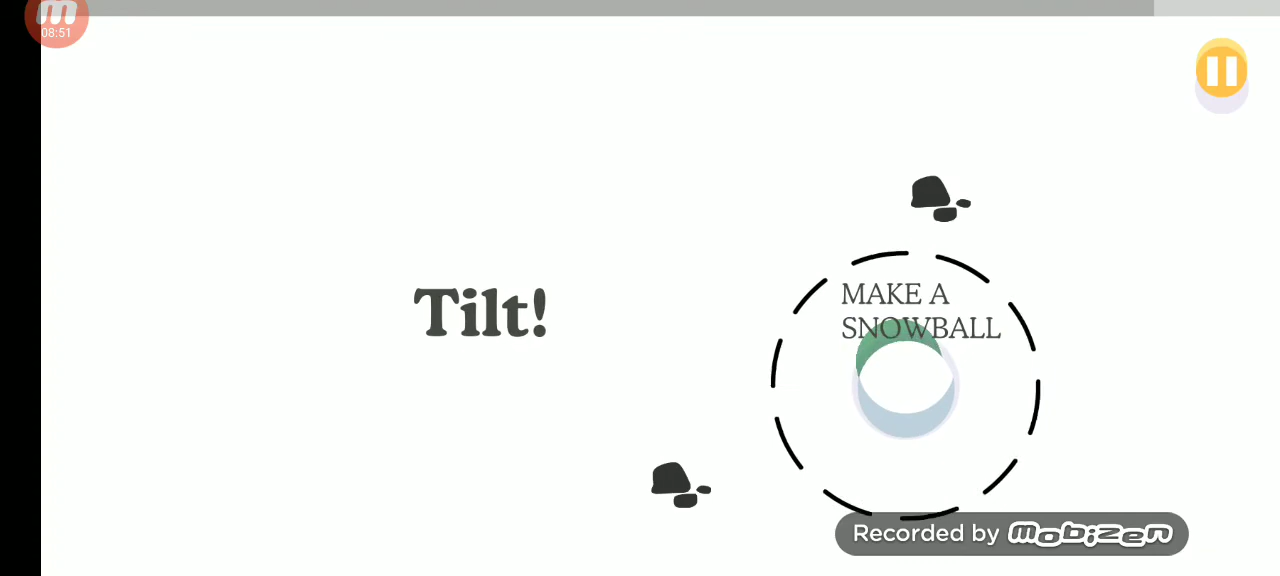 m
08:51
MAKE A
SNOWBALL
Tilt!
Recorded by mobizen